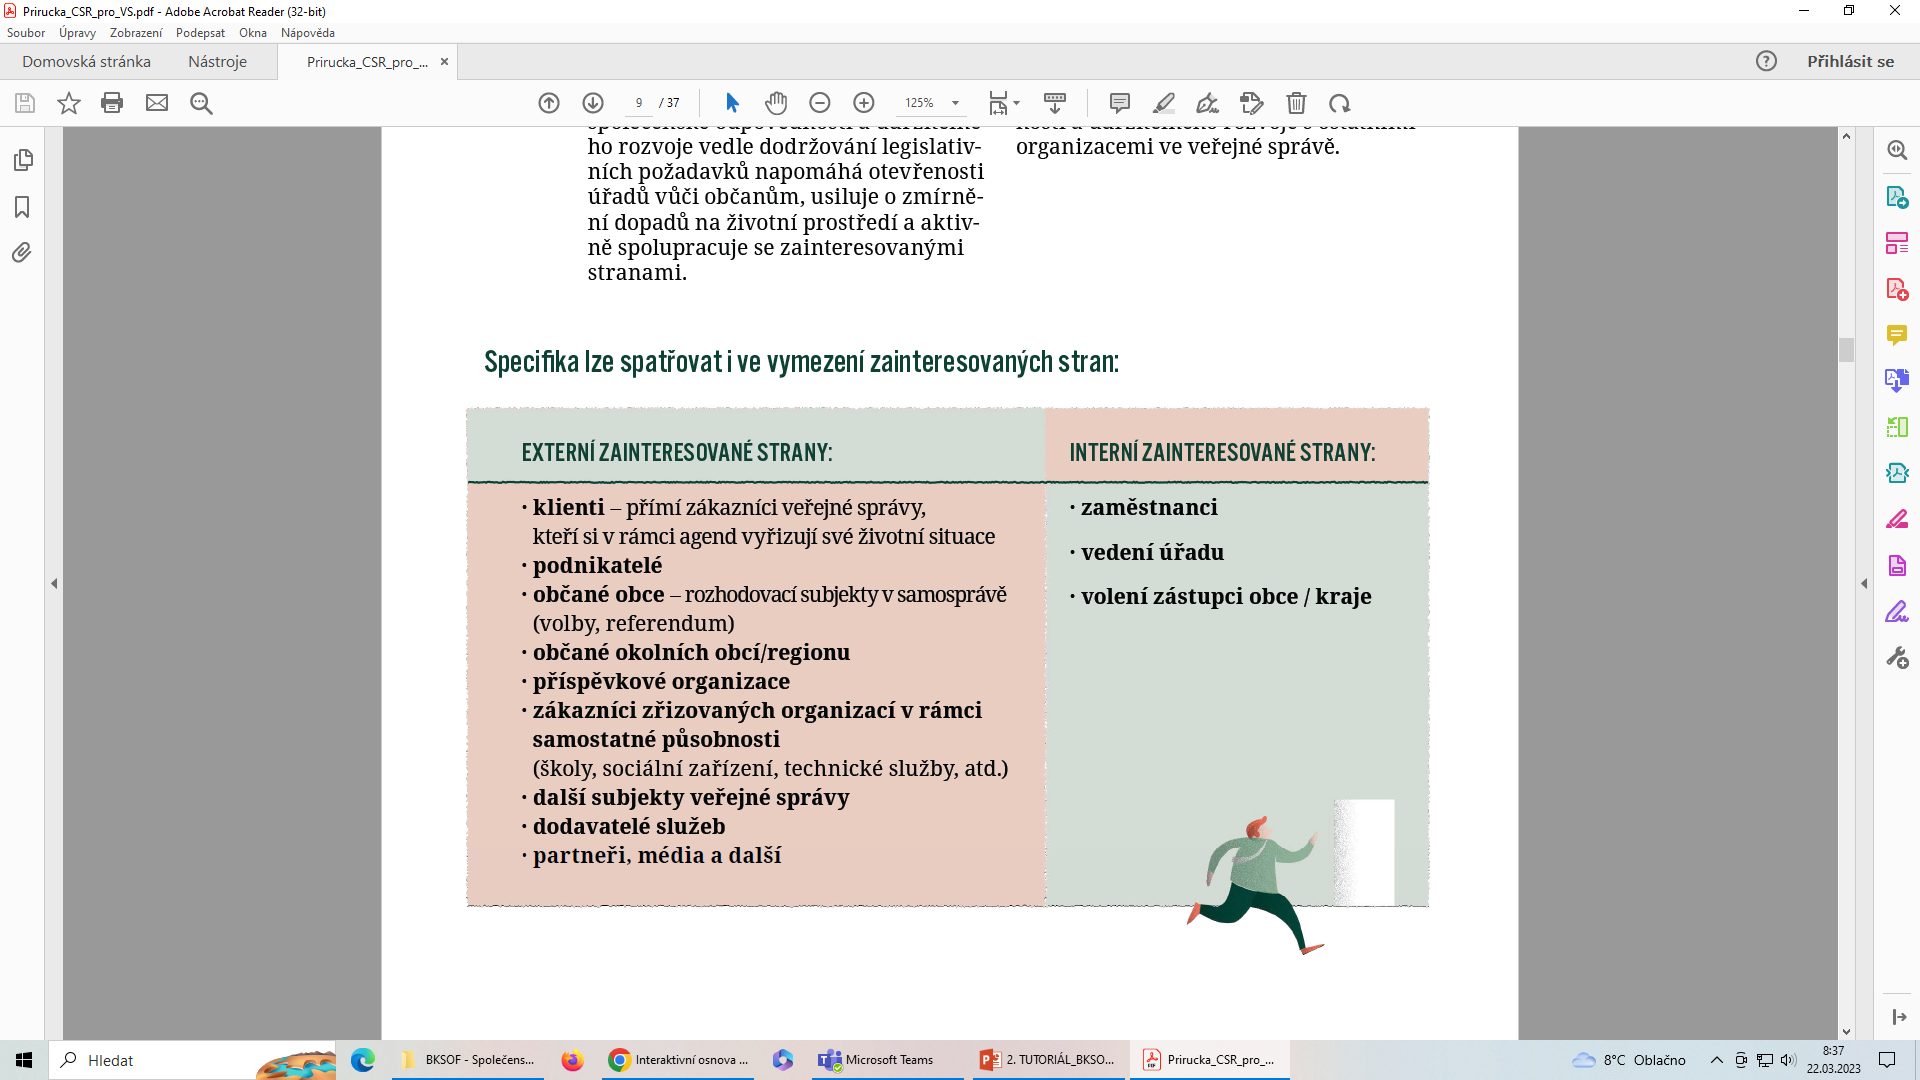 Prirucka_CSR_pro_VS.pdf - Adobe Acrobat Reader (32-bit)
Soubor Úpravy Zobrazení Podepsat Okna Nápověda
Domovská stránka Nástroje Prirucka_CSR_pro_... × Přihlásit se
9 / 37 125%
ho rozvoje vedle dodržování legislativ-
ních požadavků napomáhá otevřenosti
úřadů vůči občanům, usiluje o zmírně-
ní dopadů na životní prostředí a aktiv-
ně spolupracuje se zainteresovanými
stranami.
organizacemi ve veřejné správě.
Specifika lze spatřovat i ve vymezení zainteresovaných stran:
EXTERNÍ ZAINTERESOVANÉ STRANY:
· klienti – přímí zákazníci veřejné správy,
kteří si v rámci agend vyřizují své životní situace
· podnikatelé
· občané obce – rozhodovací subjekty v samosprávě
(volby, referendum)
· občané okolních obcí/regionu
· příspěvkové organizace
· zákazníci zřizovaných organizací v rámci
samostatné působnosti
(školy, sociální zařízení, technické služby, atd.)
· další subjekty veřejné správy
· dodavatelé služeb
· partneři, média a další
INTERNÍ ZAINTERESOVANÉ STRANY:
· zaměstnanci
· vedení úřadu
· volení zástupci obce / kraje
Hledat
BKSOF - Společens...
Interaktivní osnova ...
Microsoft Teams
2. TUTORIÁL_BKSO...
Prirucka_CSR_pro_...
8°C Oblačno
8:37
22.03.2023